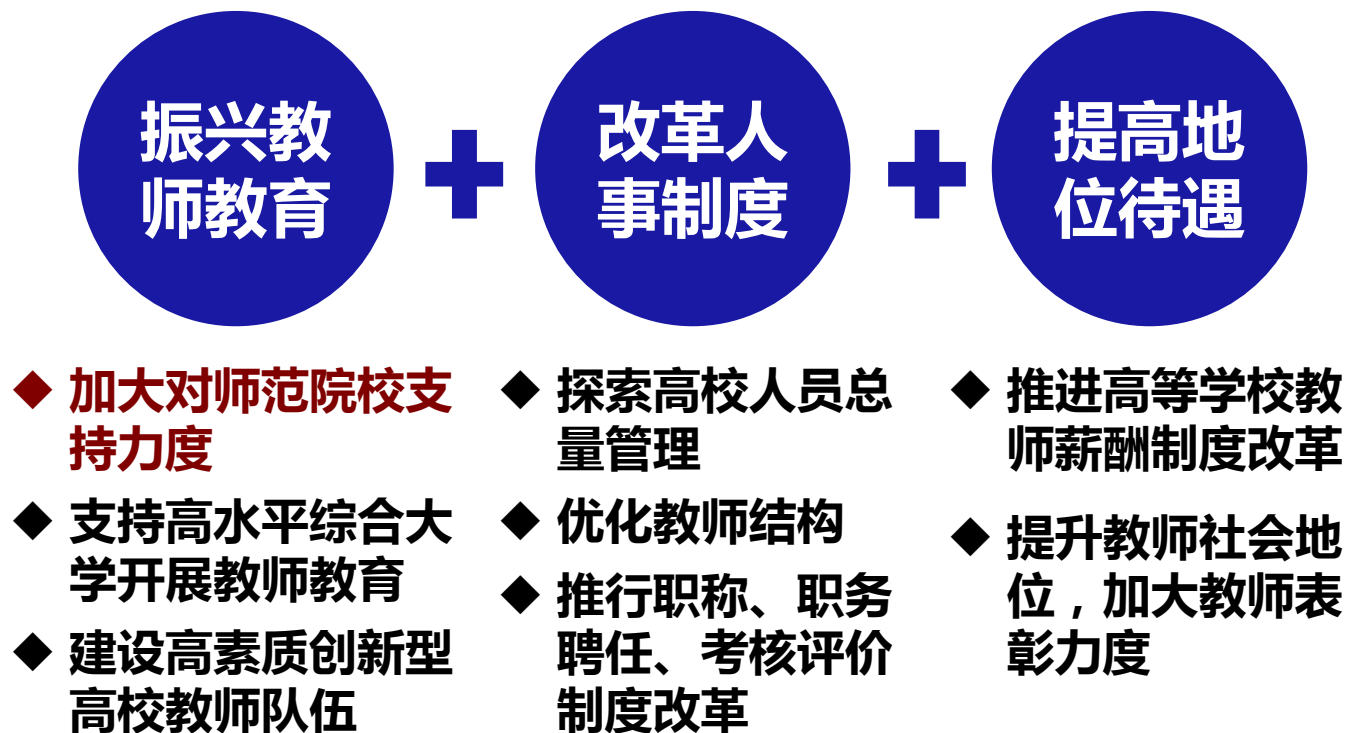 振兴教
师教育
改革人
事制度
提高地
位待遇
◆ 加大对师范院校支
持力度
◆ 支持高水平综合大
学开展教师教育
◆ 建设高素质创新型
高校教师队伍
◆ 探索高校人员总
量管理
◆ 优化教师结构
◆ 推行职称、职务
聘任、考核评价
制度改革
◆ 推进高等学校教
师薪酬制度改革
◆ 提升教师社会地
位，加大教师表
彰力度